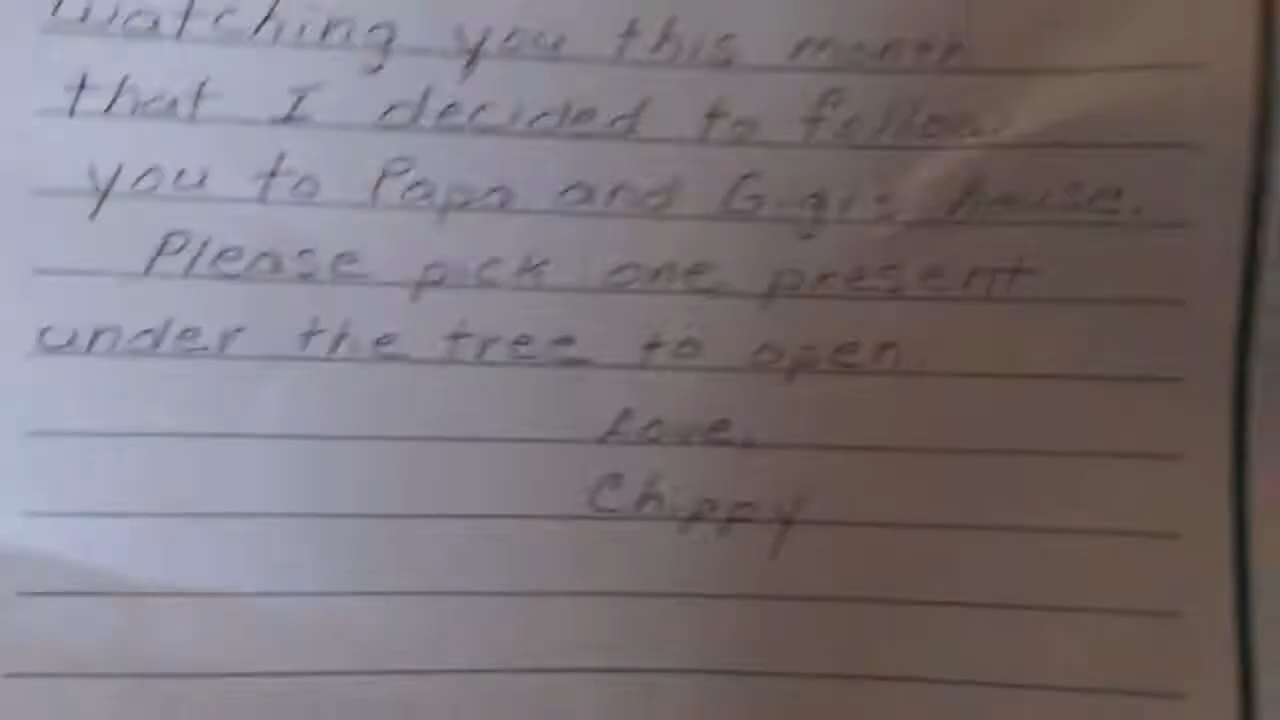 watching you this month
that I decided to follow
you to Papa and Gigi's house.
Please pick one present
under the tree to open.
Love,
Chippy